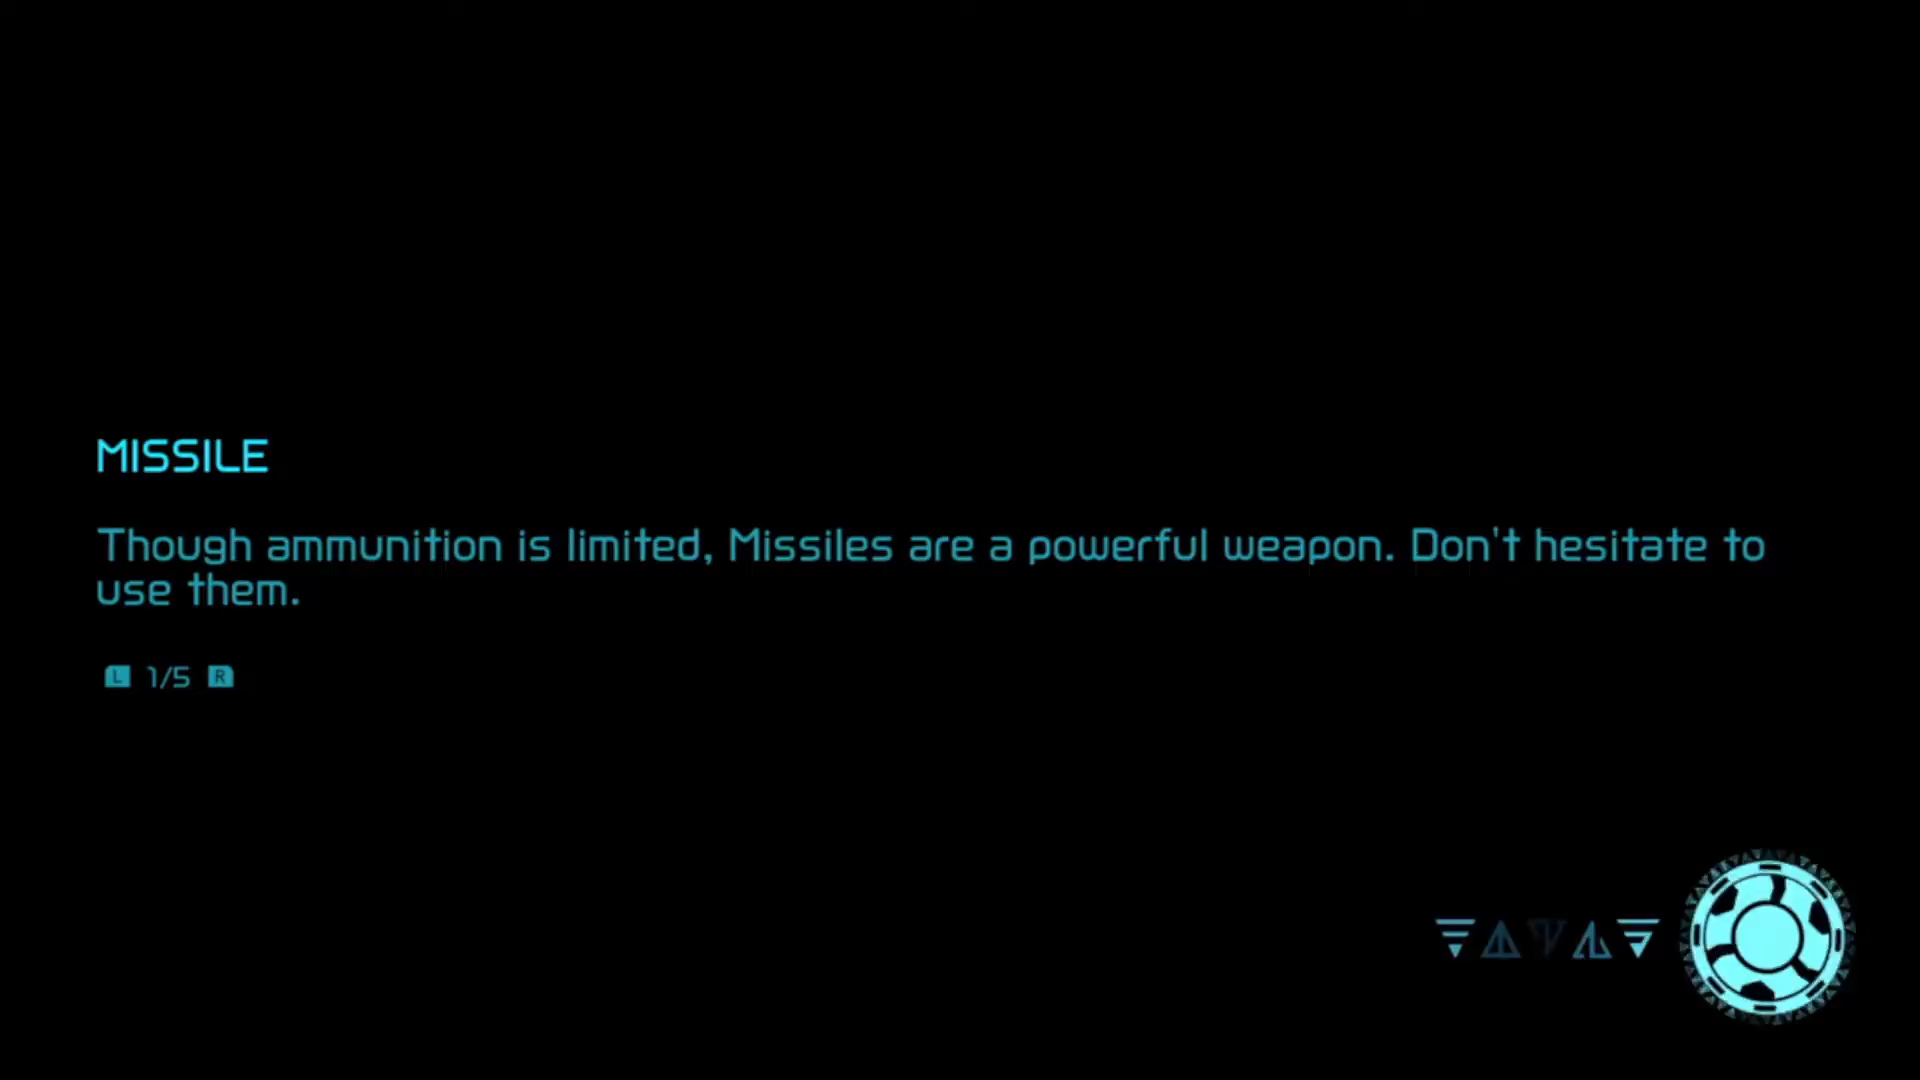 MISSILE
Though ammunition is limited, Missiles are a powerful weapon. Don't hesitate to
use them.
L 1/5 R